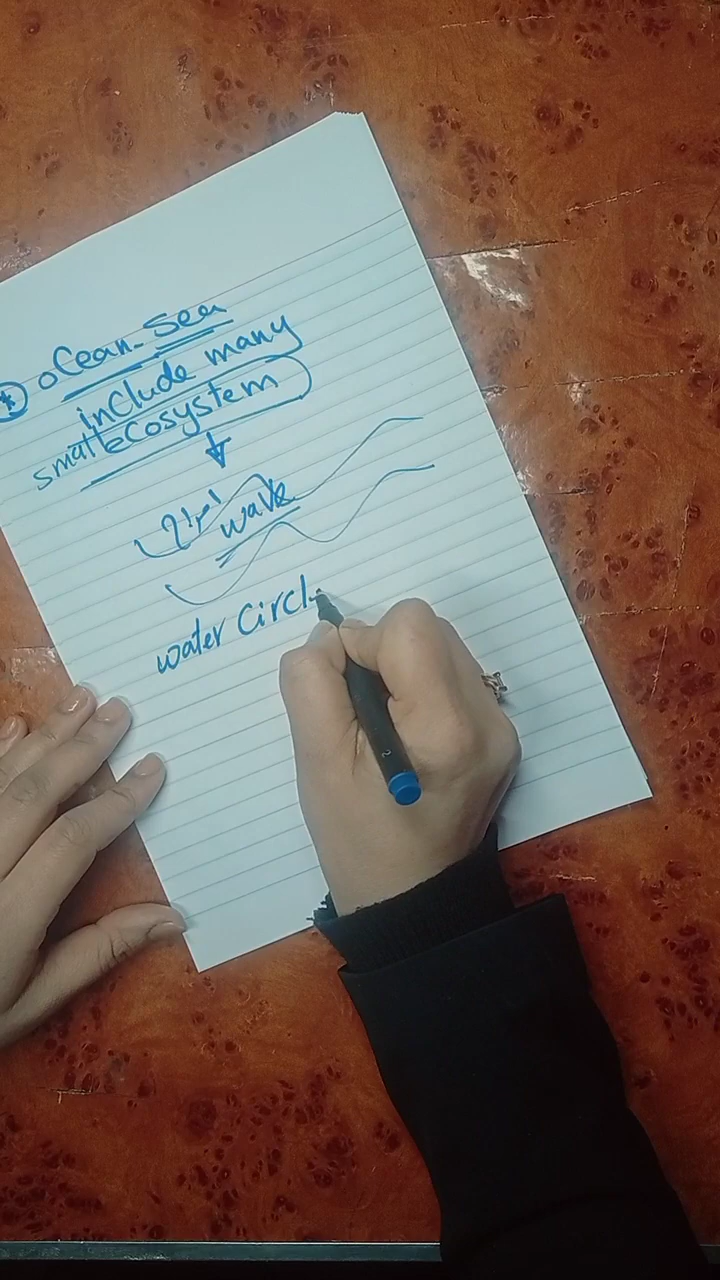 * ocean-sea
include many
small ecosystem
wave
water Circl